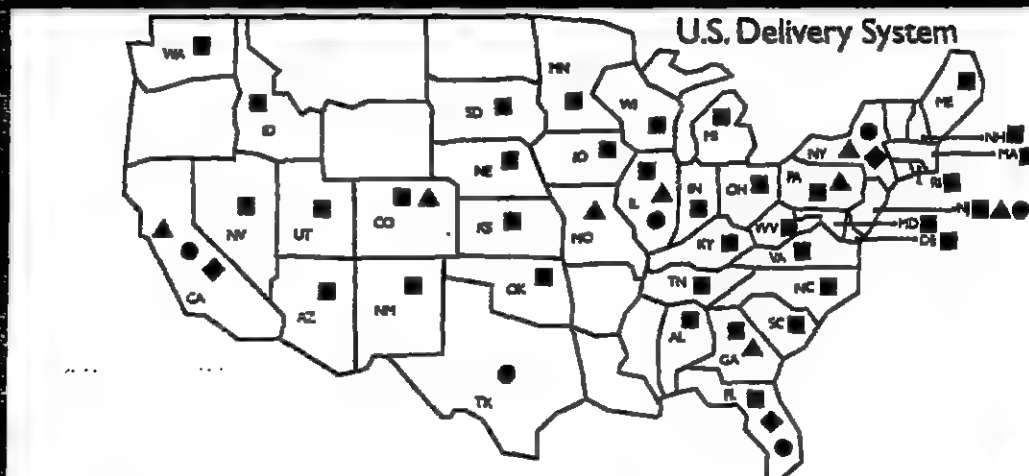 U.S. Delivery System
WA
MN
ME
ID
SD
WI
MI
NY
NH
MA
NE
IO
PA
RI
NV
UT
CO
KS
MO
IL
IN
OH
NJ
WV
MD
KY
VA
DE
CA
AZ
NM
OK
TN
NC
AL
GA
SC
TX
FL